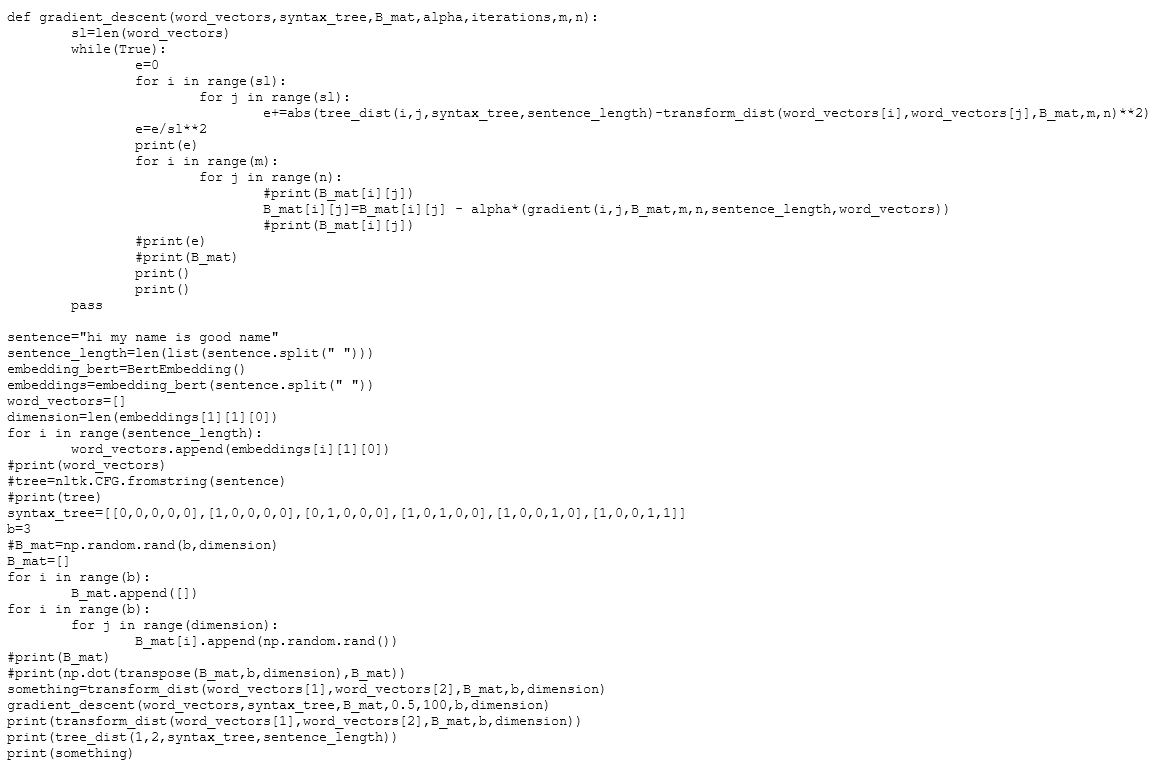 def gradient_descent(word_vectors,syntax_tree,B_mat,alpha,iterations,m,n):
        sl=len(word_vectors)
        while(True):
                e=0
                for i in range(sl):
                        for j in range(sl):
                                e+=abs(tree_dist(i,j,syntax_tree,sentence_length)-transform_dist(word_vectors[i],word_vectors[j],B_mat,m,n)**2)
                e=e/sl**2
                print(e)
                for i in range(m):
                        for j in range(n):
                                #print(B_mat[i][j])
                                B_mat[i][j]=B_mat[i][j] - alpha*(gradient(i,j,B_mat,m,n,sentence_length,word_vectors))
                                #print(B_mat[i][j])
                #print(e)
                #print(B_mat)
                print()
                print()
        pass

sentence="hi my name is good name"
sentence_length=len(list(sentence.split(" ")))
embedding_bert=BertEmbedding()
embeddings=embedding_bert(sentence.split(" "))
word_vectors=[]
dimension=len(embeddings[1][1][0])
for i in range(sentence_length):
        word_vectors.append(embeddings[i][1][0])
#print(word_vectors)
#tree=nltk.CFG.fromstring(sentence)
#print(tree)
syntax_tree=[[0,0,0,0,0],[1,0,0,0,0],[0,1,0,0,0],[1,0,1,0,0],[1,0,0,1,0],[1,0,0,1,1]]
b=3
#B_mat=np.random.rand(b,dimension)
B_mat=[]
for i in range(b):
        B_mat.append([])
for i in range(b):
        for j in range(dimension):
                B_mat[i].append(np.random.rand())
#print(B_mat)
#print(np.dot(transpose(B_mat,b,dimension),B_mat))
something=transform_dist(word_vectors[1],word_vectors[2],B_mat,b,dimension)
gradient_descent(word_vectors,syntax_tree,B_mat,0.5,100,b,dimension)
print(transform_dist(word_vectors[1],word_vectors[2],B_mat,b,dimension))
print(tree_dist(1,2,syntax_tree,sentence_length))
print(something)